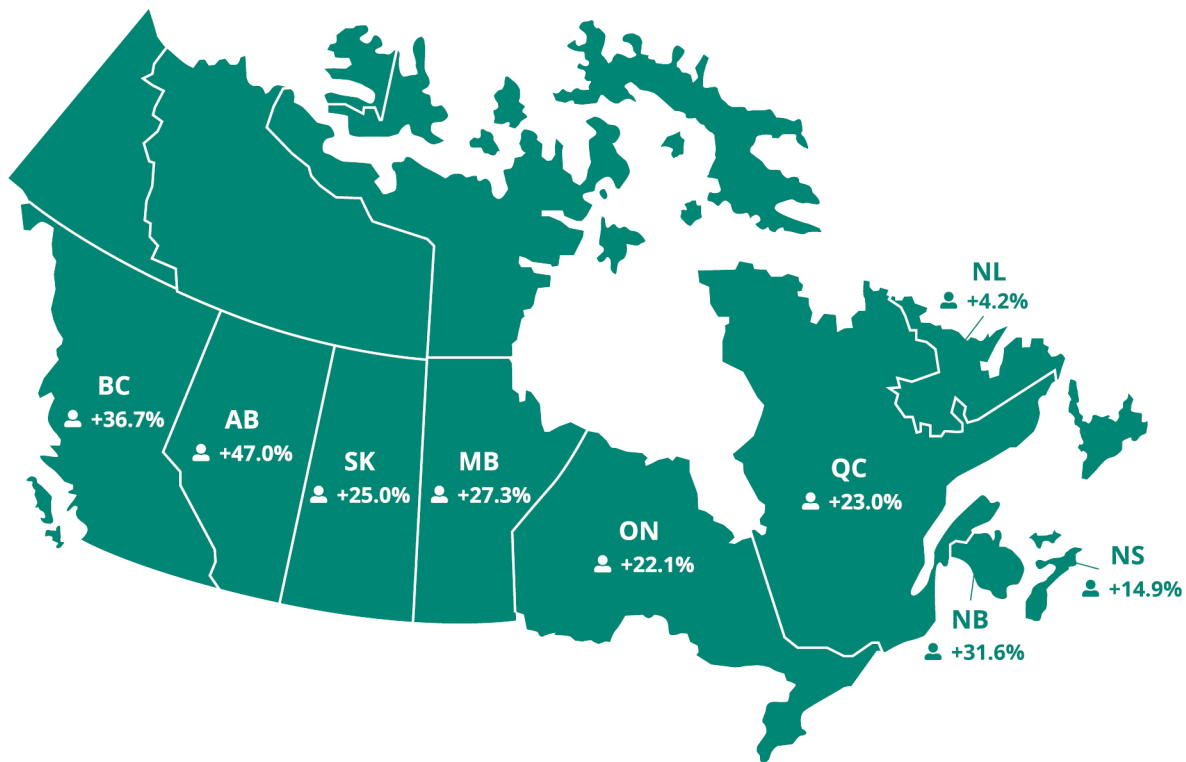 NL
+4.2%
BC
+36.7%
AB
+47.0%
SK
+25.0%
MB
+27.3%
QC
+23.0%
ON
+22.1%
NS
+14.9%
NB
+31.6%